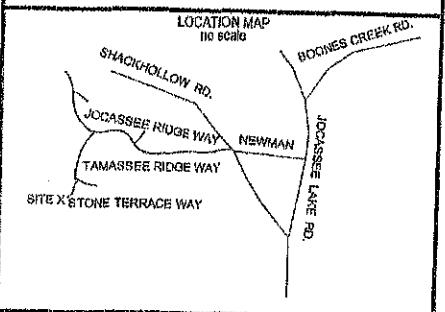 LOCATION MAP
no scale
BOONES CREEK RD.
SHACKHOLLOW RD.
JOCASSEE RIDGE WAY
NEWMAN
JOCASSEE LAKE RD.
TAMASSEE RIDGE WAY
SITE X STONE TERRACE WAY